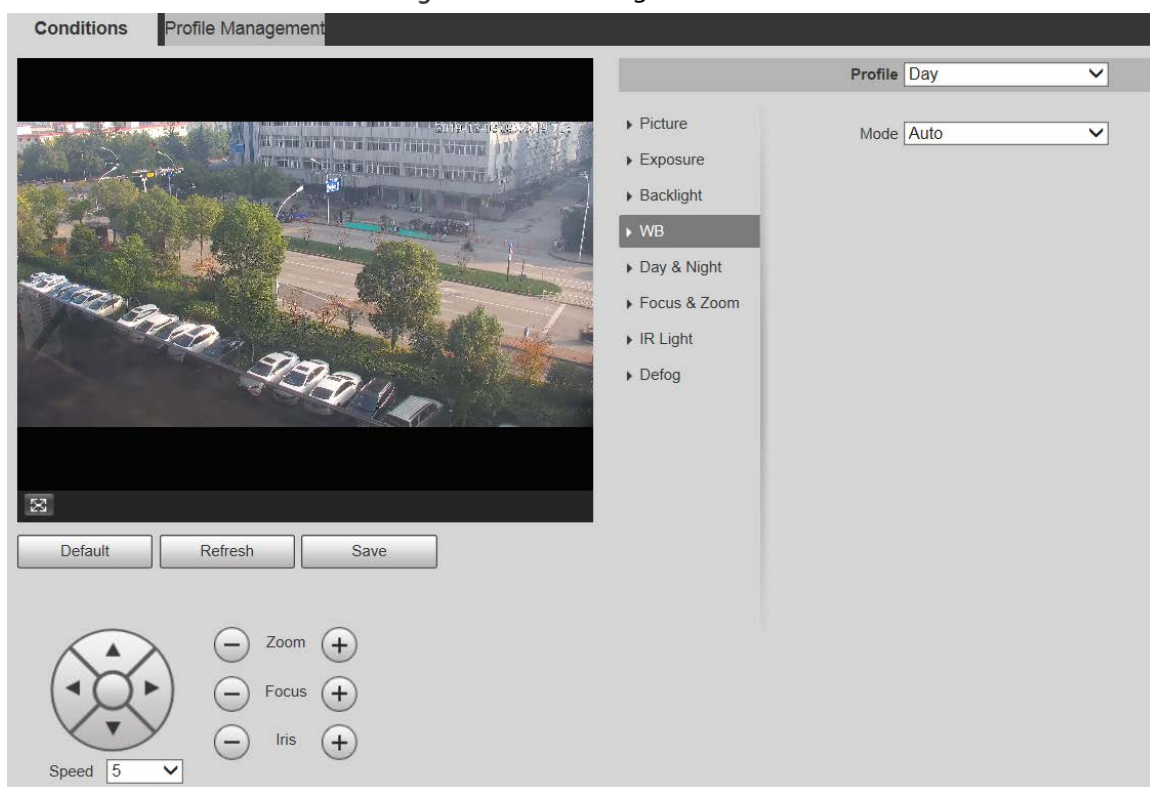 Conditions
Profile Management
Profile Day
Picture
Mode Auto
Exposure
Backlight
WB
Day & Night
Focus & Zoom
IR Light
Defog
Default
Refresh
Save
Zoom
Focus
Iris
Speed 5